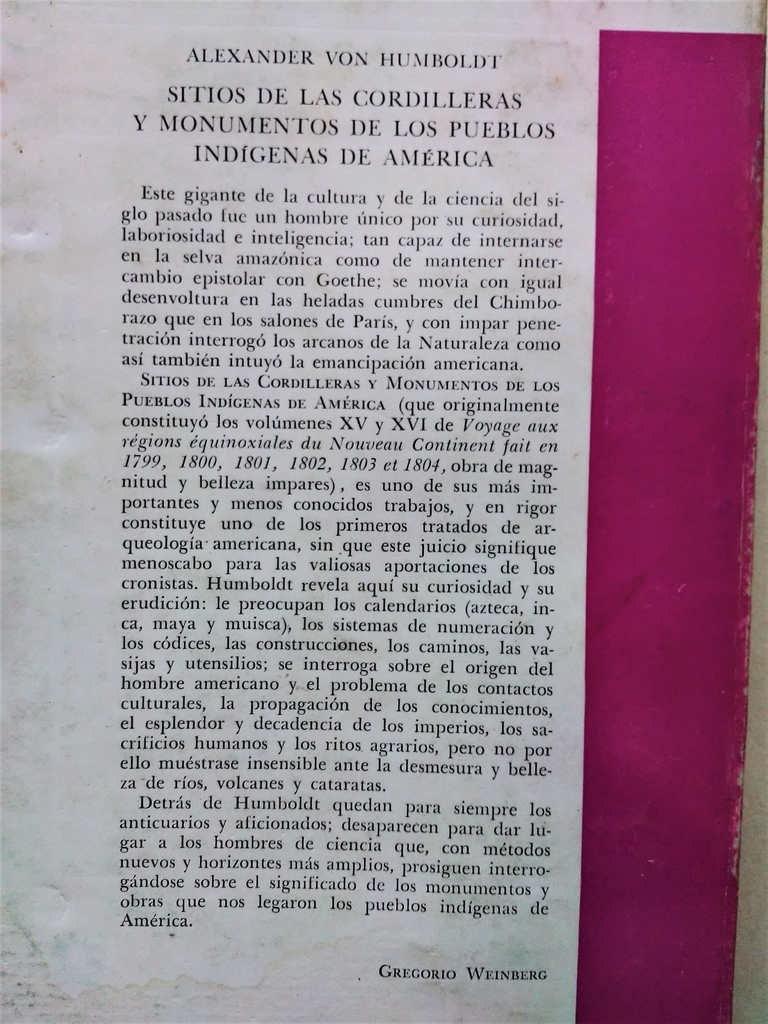 ALEXANDER VON HUMBOLDT
SITIOS DE LAS CORDILLERAS
Y MONUMENTOS DE LOS PUEBLOS
INDÍGENAS DE AMÉRICA
Este gigante de la cultura y de la ciencia del si-
glo pasado fue un hombre único por su curiosidad,
laboriosidad e inteligencia; tan capaz de internarse
en la selva amazónica como de mantener inter-
cambio epistolar con Goethe; se movía con igual
desenvoltura en las heladas cumbres del Chimbo-
razo que en los salones de París, y con impar pene-
tración interrogó los arcanos de la Naturaleza como
así también intuyó la emancipación americana.
SITIOS DE LAS CORDILLERAS Y MONUMENTOS DE LOS
PUEBLOS INDÍGENAS DE AMÉRICA (que originalmente
constituyó los volúmenes XV y XVI de Voyage aux
régions équinoxiales du Nouveau Continent fait en
1799, 1800, 1801, 1802, 1803 et 1804, obra de mag-
nitud y belleza impares), es uno de sus más im-
portantes y menos conocidos trabajos, y en rigor
constituye uno de los primeros tratados de ar-
queología americana, sin que este juicio signifique
menoscabo para las valiosas aportaciones de los
cronistas. Humboldt revela aquí su curiosidad y su
erudición: le preocupan los calendarios (azteca, in-
ca, maya y muisca), los sistemas de numeración y
los códices, las construcciones, los caminos, las va-
sijas y utensilios; se interroga sobre el origen del
hombre americano y el problema de los contactos
culturales, la propagación de los conocimientos,
el esplendor y decadencia de los imperios, los sa-
crificios humanos y los ritos agrarios, pero no por
ello muéstrase insensible ante la desmesura y belle-
za de ríos, volcanes y cataratas.
Detrás de Humboldt quedan para siempre los
anticuarios y aficionados; desaparecen para dar lu-
gar a los hombres de ciencia que, con métodos
nuevos y horizontes más amplios, prosiguen interro-
gándose sobre el significado de los monumentos y
obras que nos legaron los pueblos indígenas de
América.
GREGORIO WEINBERG